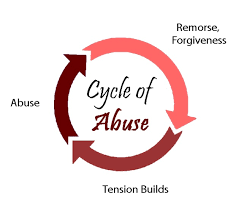 Remorse,
Forgiveness
Cycle of
Abuse
Abuse
Tension Builds